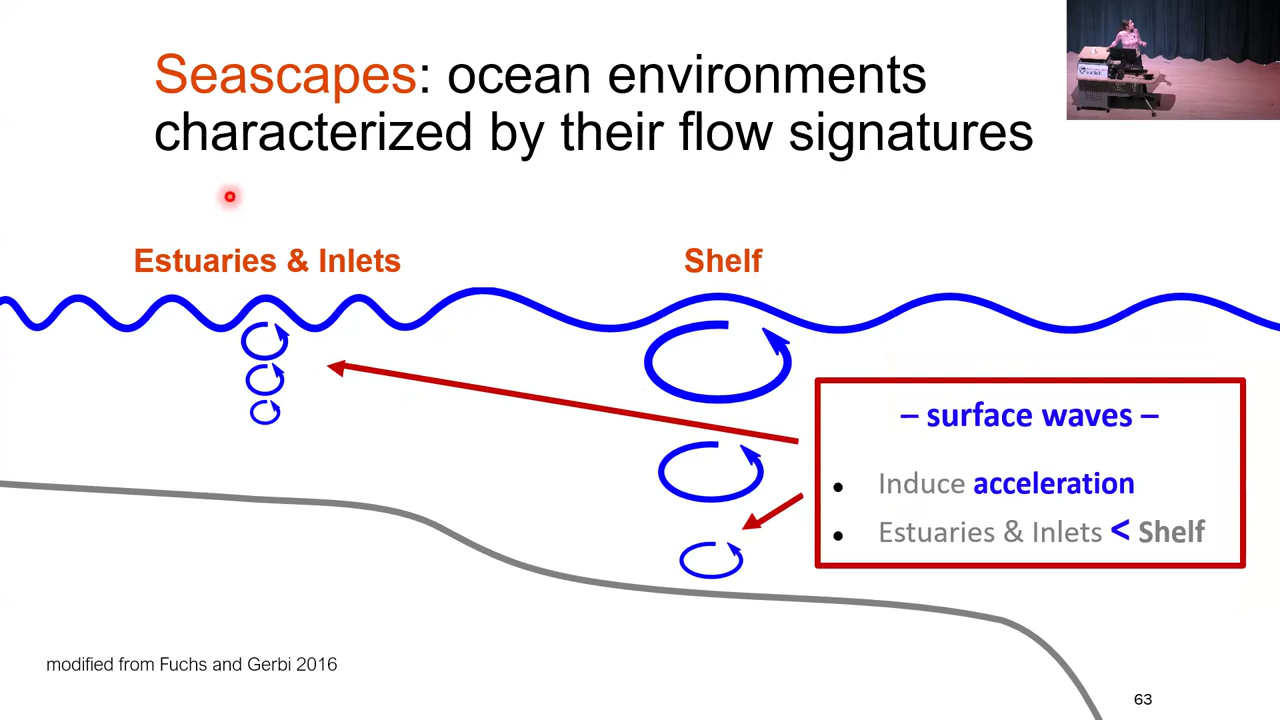 Seascapes: ocean environments
characterized by their flow signatures
Estuaries & Inlets
Shelf
– surface waves –
• Induce acceleration
• Estuaries & Inlets < Shelf
modified from Fuchs and Gerbi 2016
63